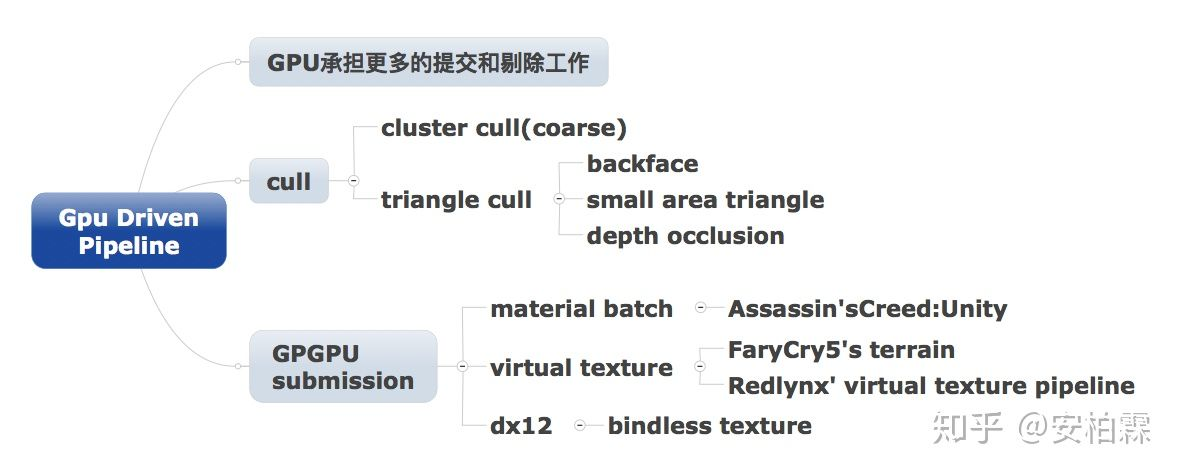 GPU承担更多的提交和剔除工作
cluster cull(coarse)
cull
triangle cull
backface
small area triangle
depth occlusion
Gpu Driven
Pipeline
material batch
Assassin'sCreed:Unity
GPGPU
submission
virtual texture
FaryCry5's terrain
Redlynx' virtual texture pipeline
dx12
bindless texture
知乎 @安柏霖